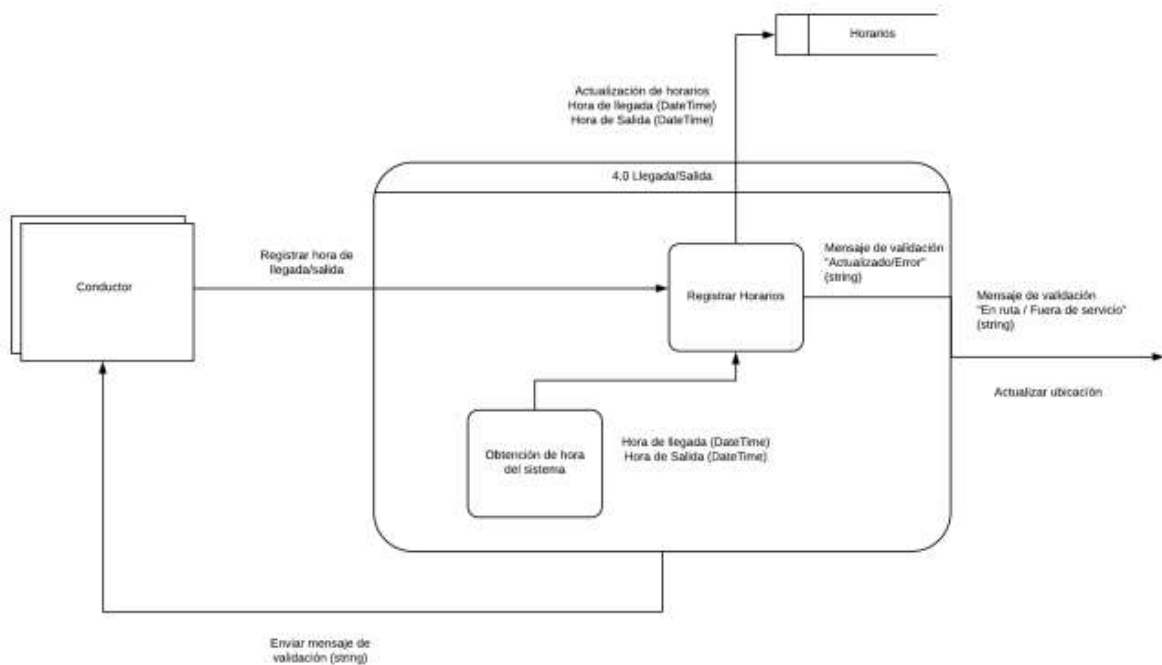 Horarios
Actualización de horarios
Hora de llegada (DateTime)
Hora de Salida (DateTime)
4.0 Llegada/Salida
Registrar hora de
llegada/salida
Conductor
Registrar Horarios
Mensaje de validación
"Actualizado/Error"
(string)
Mensaje de validación
"En ruta / Fuera de servicio"
(string)
Actualizar ubicación
Obtención de hora
del sistema
Hora de llegada (DateTime)
Hora de Salida (DateTime)
Enviar mensaje de
validación (string)